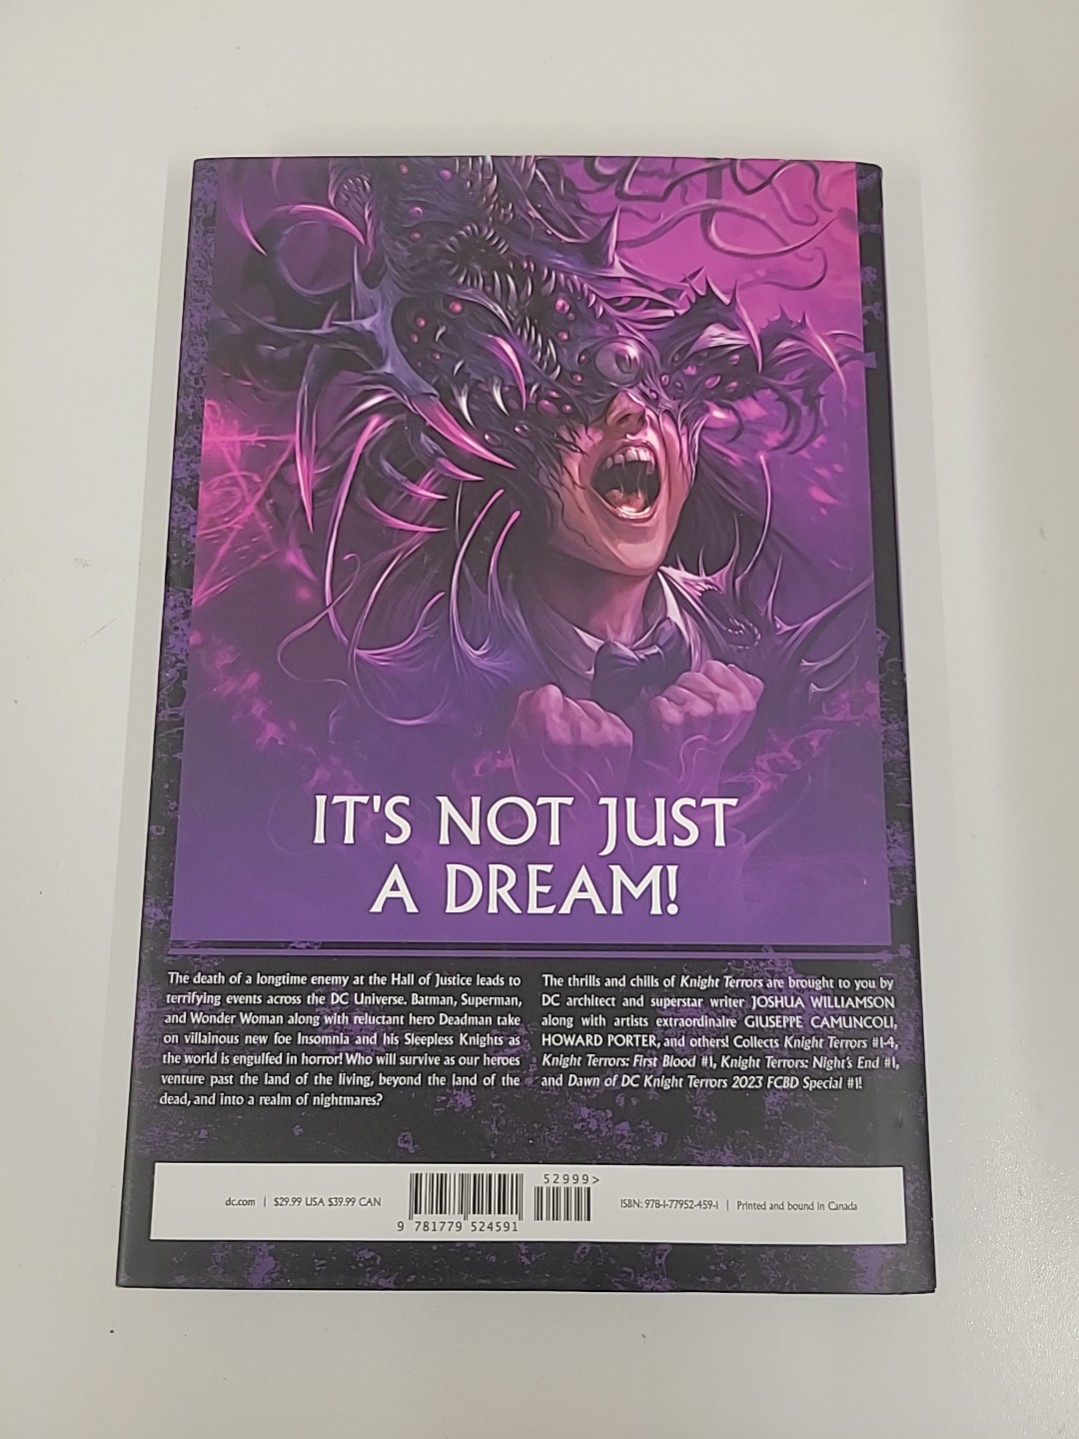 IT'S NOT JUST
A DREAM!
The death of a longtime enemy at the Hall of Justice leads to
terrifying events across the DC Universe. Batman, Superman,
and Wonder Woman along with reluctant hero Deadman take
on villainous new foe Insomnia and his Sleepless Knights as
the world is engulfed in horror! Who will survive as our heroes
venture past the land of the living, beyond the land of the
dead, and into a realm of nightmares?
The thrills and chills of Knight Terrors are brought to you by
DC architect and superstar writer JOSHUA WILLIAMSON
along with artists extraordinaire GIUSEPPE CAMUNCOLI,
HOWARD PORTER, and others! Collects Knight Terrors #1-4,
Knight Terrors: First Blood #1, Knight Terrors: Night's End #1,
and Dawn of DC Knight Terrors 2023 FCBD Special #1!
dc.com | $29.99 USA $39.99 CAN
52999>
9 781779 524591
ISBN: 978-1-77952-459-1 | Printed and bound in Canada